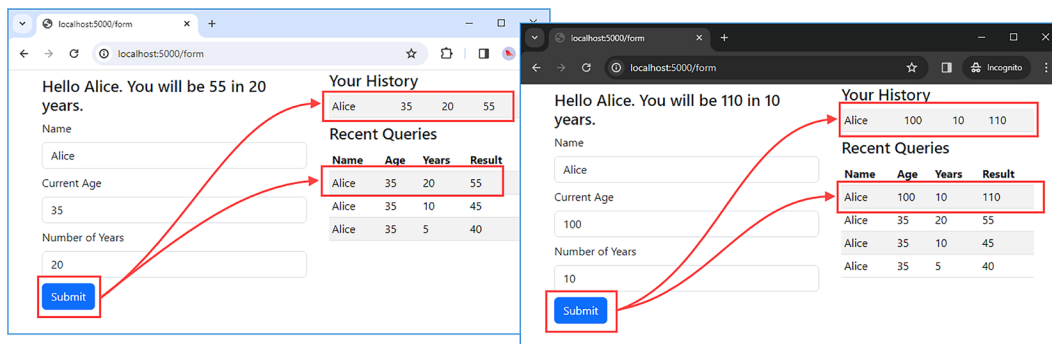 localhost:5000/form
localhost:5000/form
Hello Alice. You will be 55 in 20
years.
Name
Alice
Current Age
35
Number of Years
20
Submit
Your History
Alice 35 20 55
Recent Queries
Name Age Years Result
Alice 35 20 55
Alice 35 10 45
Alice 35 5 40
localhost:5000/form
localhost:5000/form
Incognito
Hello Alice. You will be 110 in 10
years.
Name
Alice
Current Age
100
Number of Years
10
Submit
Your History
Alice 100 10 110
Recent Queries
Name Age Years Result
Alice 100 10 110
Alice 35 20 55
Alice 35 10 45
Alice 35 5 40